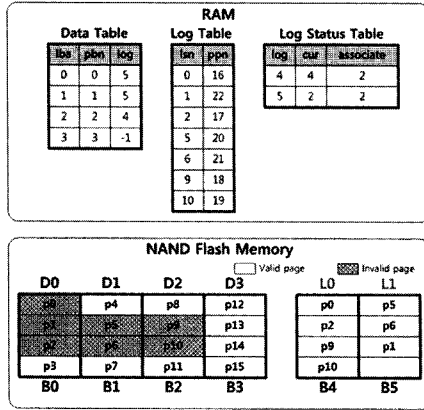 RAM
Data Table
lbs pbn log
0 0 5
1 1 5
2 2 4
3 3 -1
Log Table
lsn ppn
0 16
1 22
2 17
5 20
6 21
9 18
10 19
Log Status Table
log cur associate
4 4 2
5 2 2
NAND Flash Memory
Valid page Invalid page
D0 D1 D2 D3 L0 L1
p0 p4 p8 p12 p0 p5
p1 p5 p9 p13 p2 p6
p2 p6 p10 p14 p9 p1
p3 p7 p11 p15 p10
B0 B1 B2 B3 B4 B5